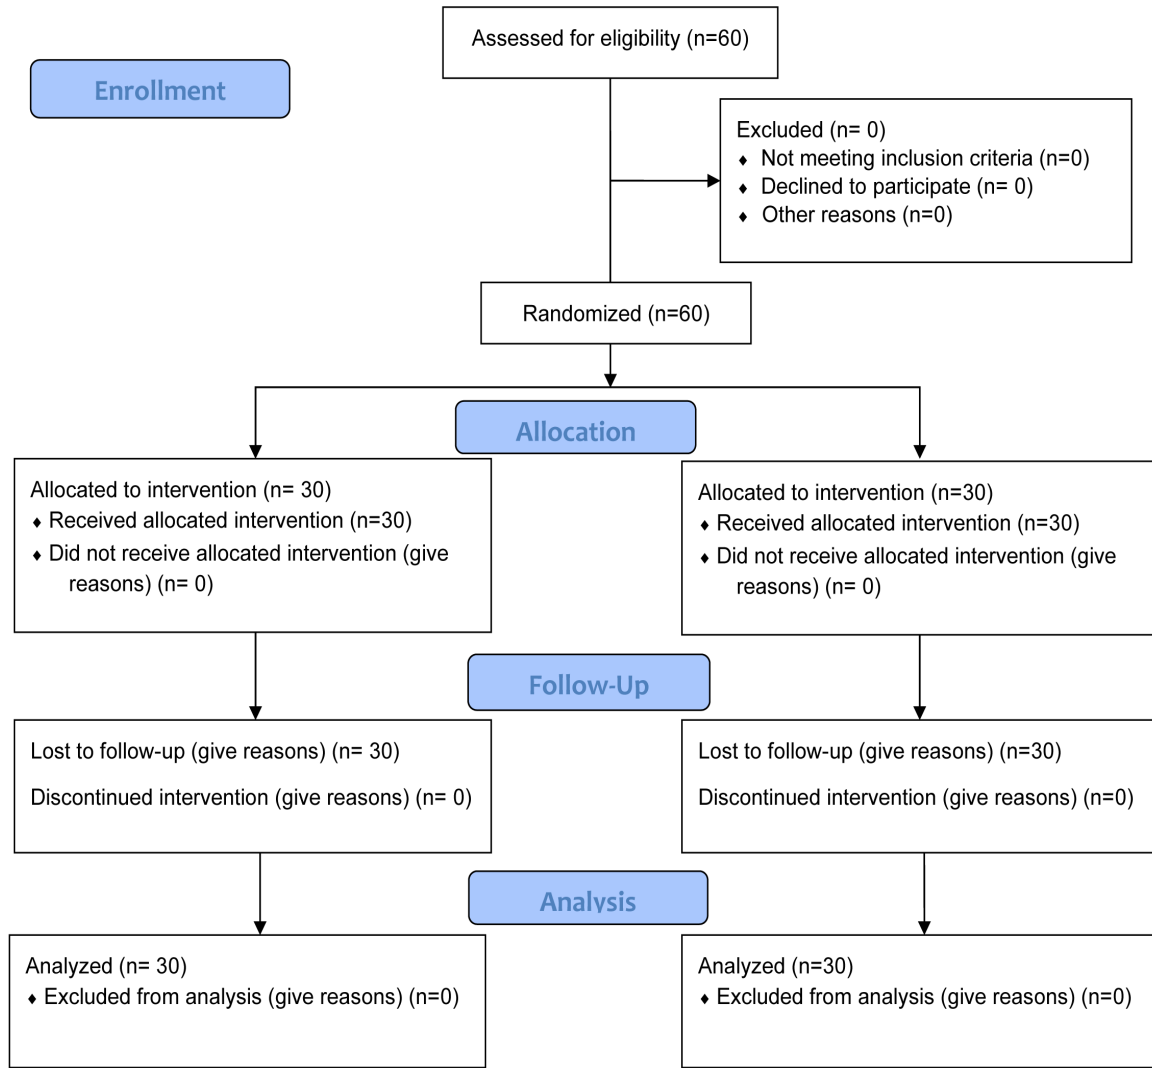 Assessed for eligibility (n=60)
Enrollment
Excluded (n= 0)
♦ Not meeting inclusion criteria (n=0)
♦ Declined to participate (n= 0)
♦ Other reasons (n=0)
Randomized (n=60)
Allocation
Allocated to intervention (n= 30)
♦ Received allocated intervention (n=30)
♦ Did not receive allocated intervention (give
reasons) (n= 0)
Allocated to intervention (n=30)
♦ Received allocated intervention (n=30)
♦ Did not receive allocated intervention (give
reasons) (n= 0)
Follow-Up
Lost to follow-up (give reasons) (n= 30)
Discontinued intervention (give reasons) (n= 0)
Lost to follow-up (give reasons) (n=30)
Discontinued intervention (give reasons) (n=0)
Analysis
Analyzed (n= 30)
♦ Excluded from analysis (give reasons) (n=0)
Analyzed (n=30)
♦ Excluded from analysis (give reasons) (n=0)